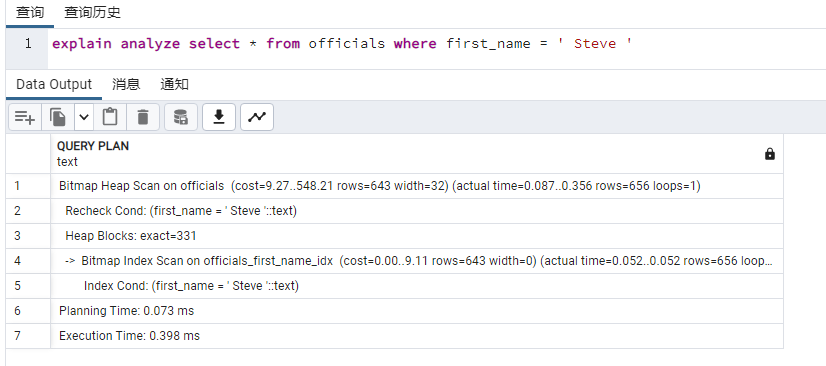 查询 查询历史
1 explain analyze select * from officials where first_name = ' Steve '
Data Output 消息 通知
QUERY PLAN
text
1 Bitmap Heap Scan on officials (cost=9.27..548.21 rows=643 width=32) (actual time=0.087..0.356 rows=656 loops=1)
2 Recheck Cond: (first_name = ' Steve '::text)
3 Heap Blocks: exact=331
4 -> Bitmap Index Scan on officials_first_name_idx (cost=0.00..9.11 rows=643 width=0) (actual time=0.052..0.052 rows=656 loop...
5 Index Cond: (first_name = ' Steve '::text)
6 Planning Time: 0.073 ms
7 Execution Time: 0.398 ms